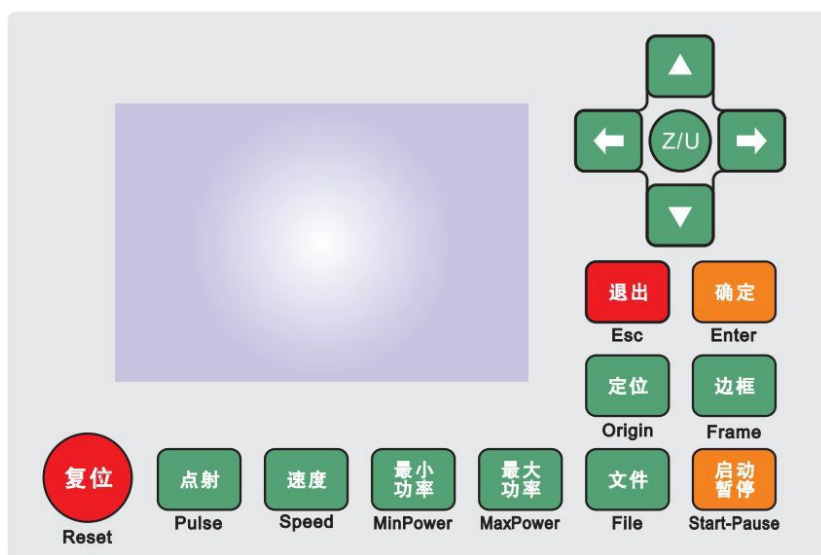 Z/U
退出
确定
Esc
Enter
定位
边框
Origin
Frame
复位
点射
速度
最小
功率
最大
功率
文件
启动
暂停
Reset
Pulse
Speed
MinPower
MaxPower
File
Start-Pause